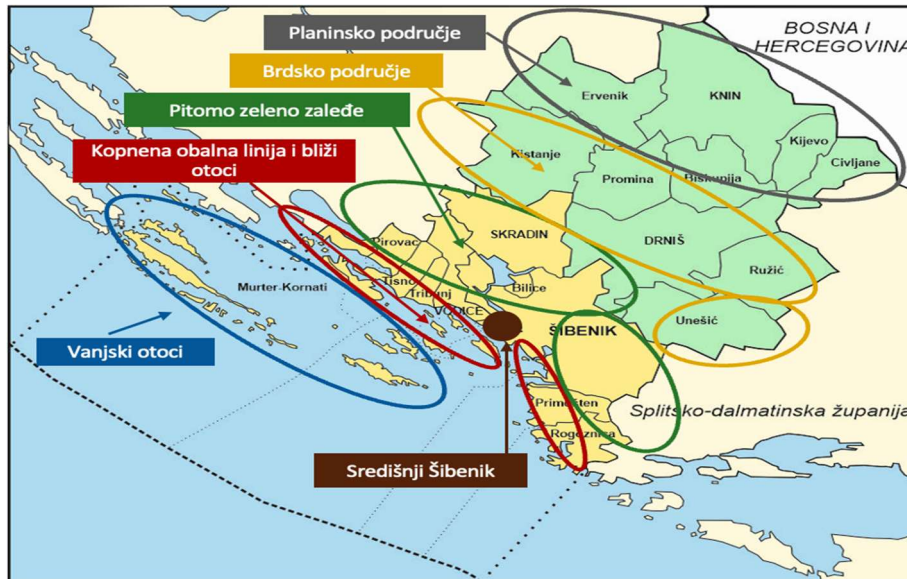 BOSNA I
HERCEGOVINA
Planinsko područje
Brdsko područje
Pitomo zeleno zaleđe
Kopnena obalna linija i bliži
otoci
Ervenik
KNIN
Kijevo
Civljane
Kistanje
Promina
Biskupija
SKRADIN
DRNIŠ
Pirovac
Ružić
Murter-Kornati
Tisno
Bilice
Tribunj
VODICE
Unešić
ŠIBENIK
Vanjski otoci
Primošten
Splitsko-dalmatinska županija
Rogoznica
Središnji Šibenik